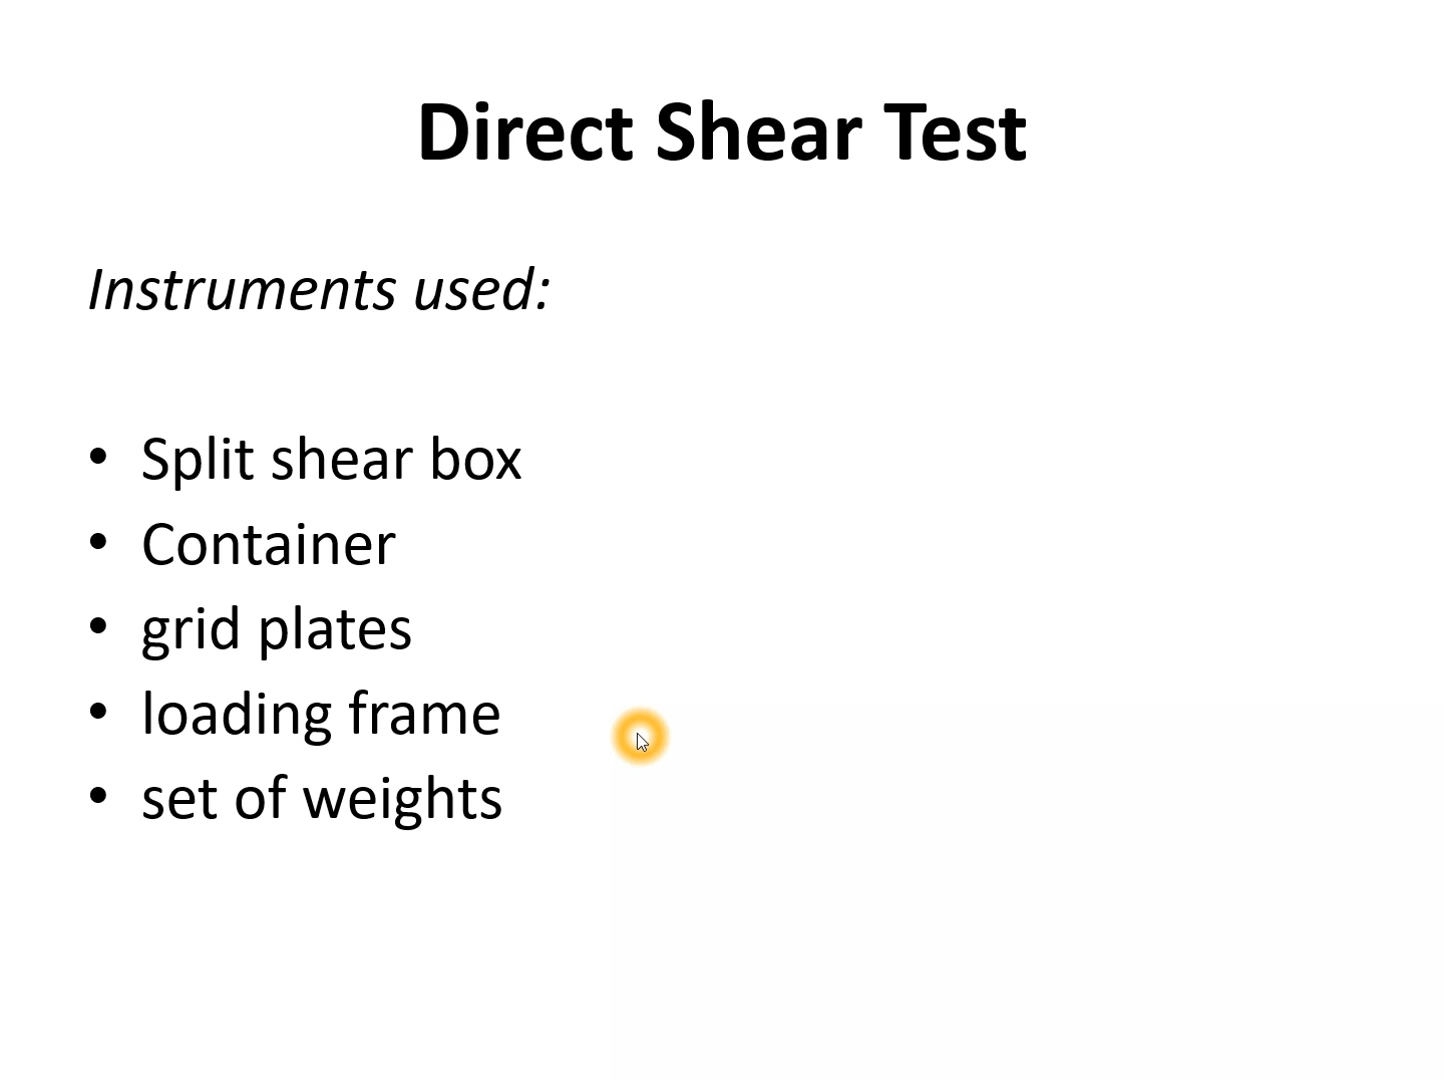 Direct Shear Test
Instruments used:
• Split shear box
• Container
• grid plates
• loading frame
• set of weights